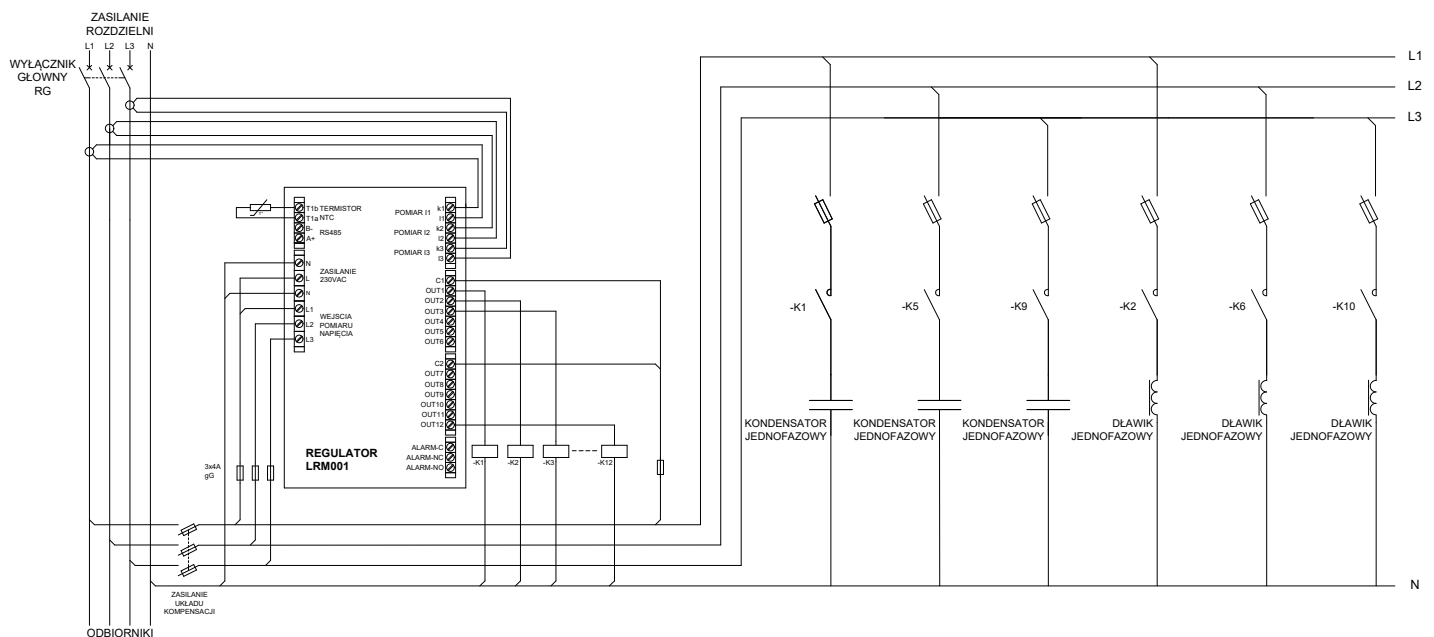 ZASILANIE
ROZDZIELNI
L1 L2 L3 N
WYŁĄCZNIK
GŁOWNY
RG
L1
L2
L3
T1b TERMISTOR
T1a NTC
B- RS485
A+
N
L
ZASILANIE
230VAC
N
L1
L2
L3
WEJSCIA
POMIARU
NAPIĘCIA
POMIAR I1
POMIAR I2
POMIAR I3
k1
l1
k2
l2
k3
l3
C1
OUT1
OUT2
OUT3
OUT4
OUT5
OUT6
C2
OUT7
OUT8
OUT9
OUT10
OUT11
OUT12
ALARM-C
ALARM-NC
ALARM-NO
REGULATOR
LRM001
3x4A
gG
-K1 -K2 -K3 -K12
-K1 -K5 -K9 -K2 -K6 -K10
KONDENSATOR
JEDNOFAZOWY
KONDENSATOR
JEDNOFAZOWY
KONDENSATOR
JEDNOFAZOWY
DŁAWIK
JEDNOFAZOWY
DŁAWIK
JEDNOFAZOWY
DŁAWIK
JEDNOFAZOWY
N
ZASILANIE
UKŁADU
KOMPENSACJI
ODBIORNIKI